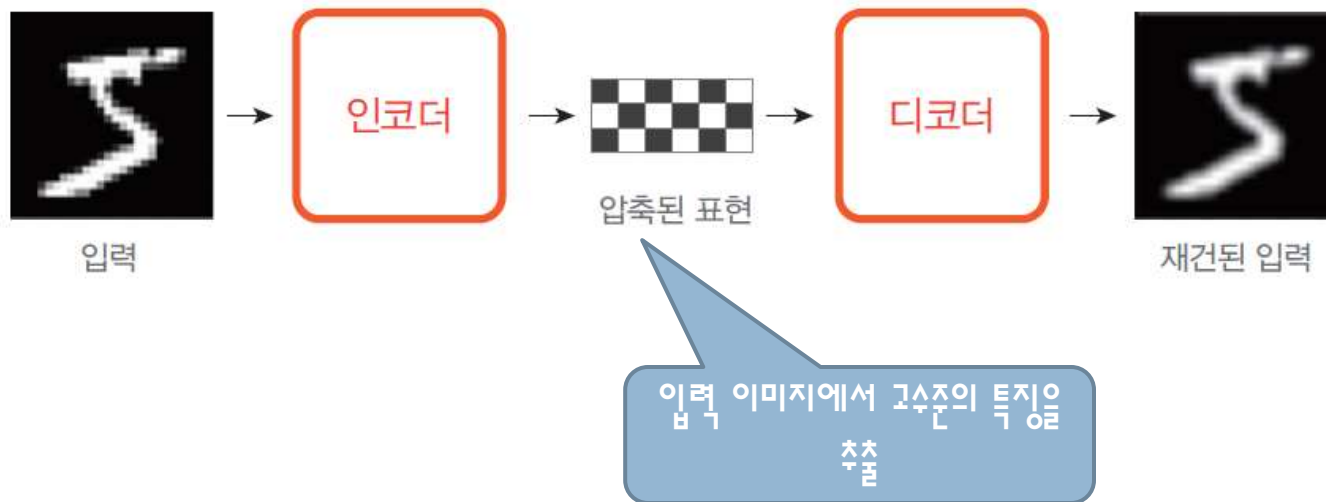 인코더
디코더
압축된 표현
입력
재건된 입력
입력 이미지에서 고수준의 특징을
추출